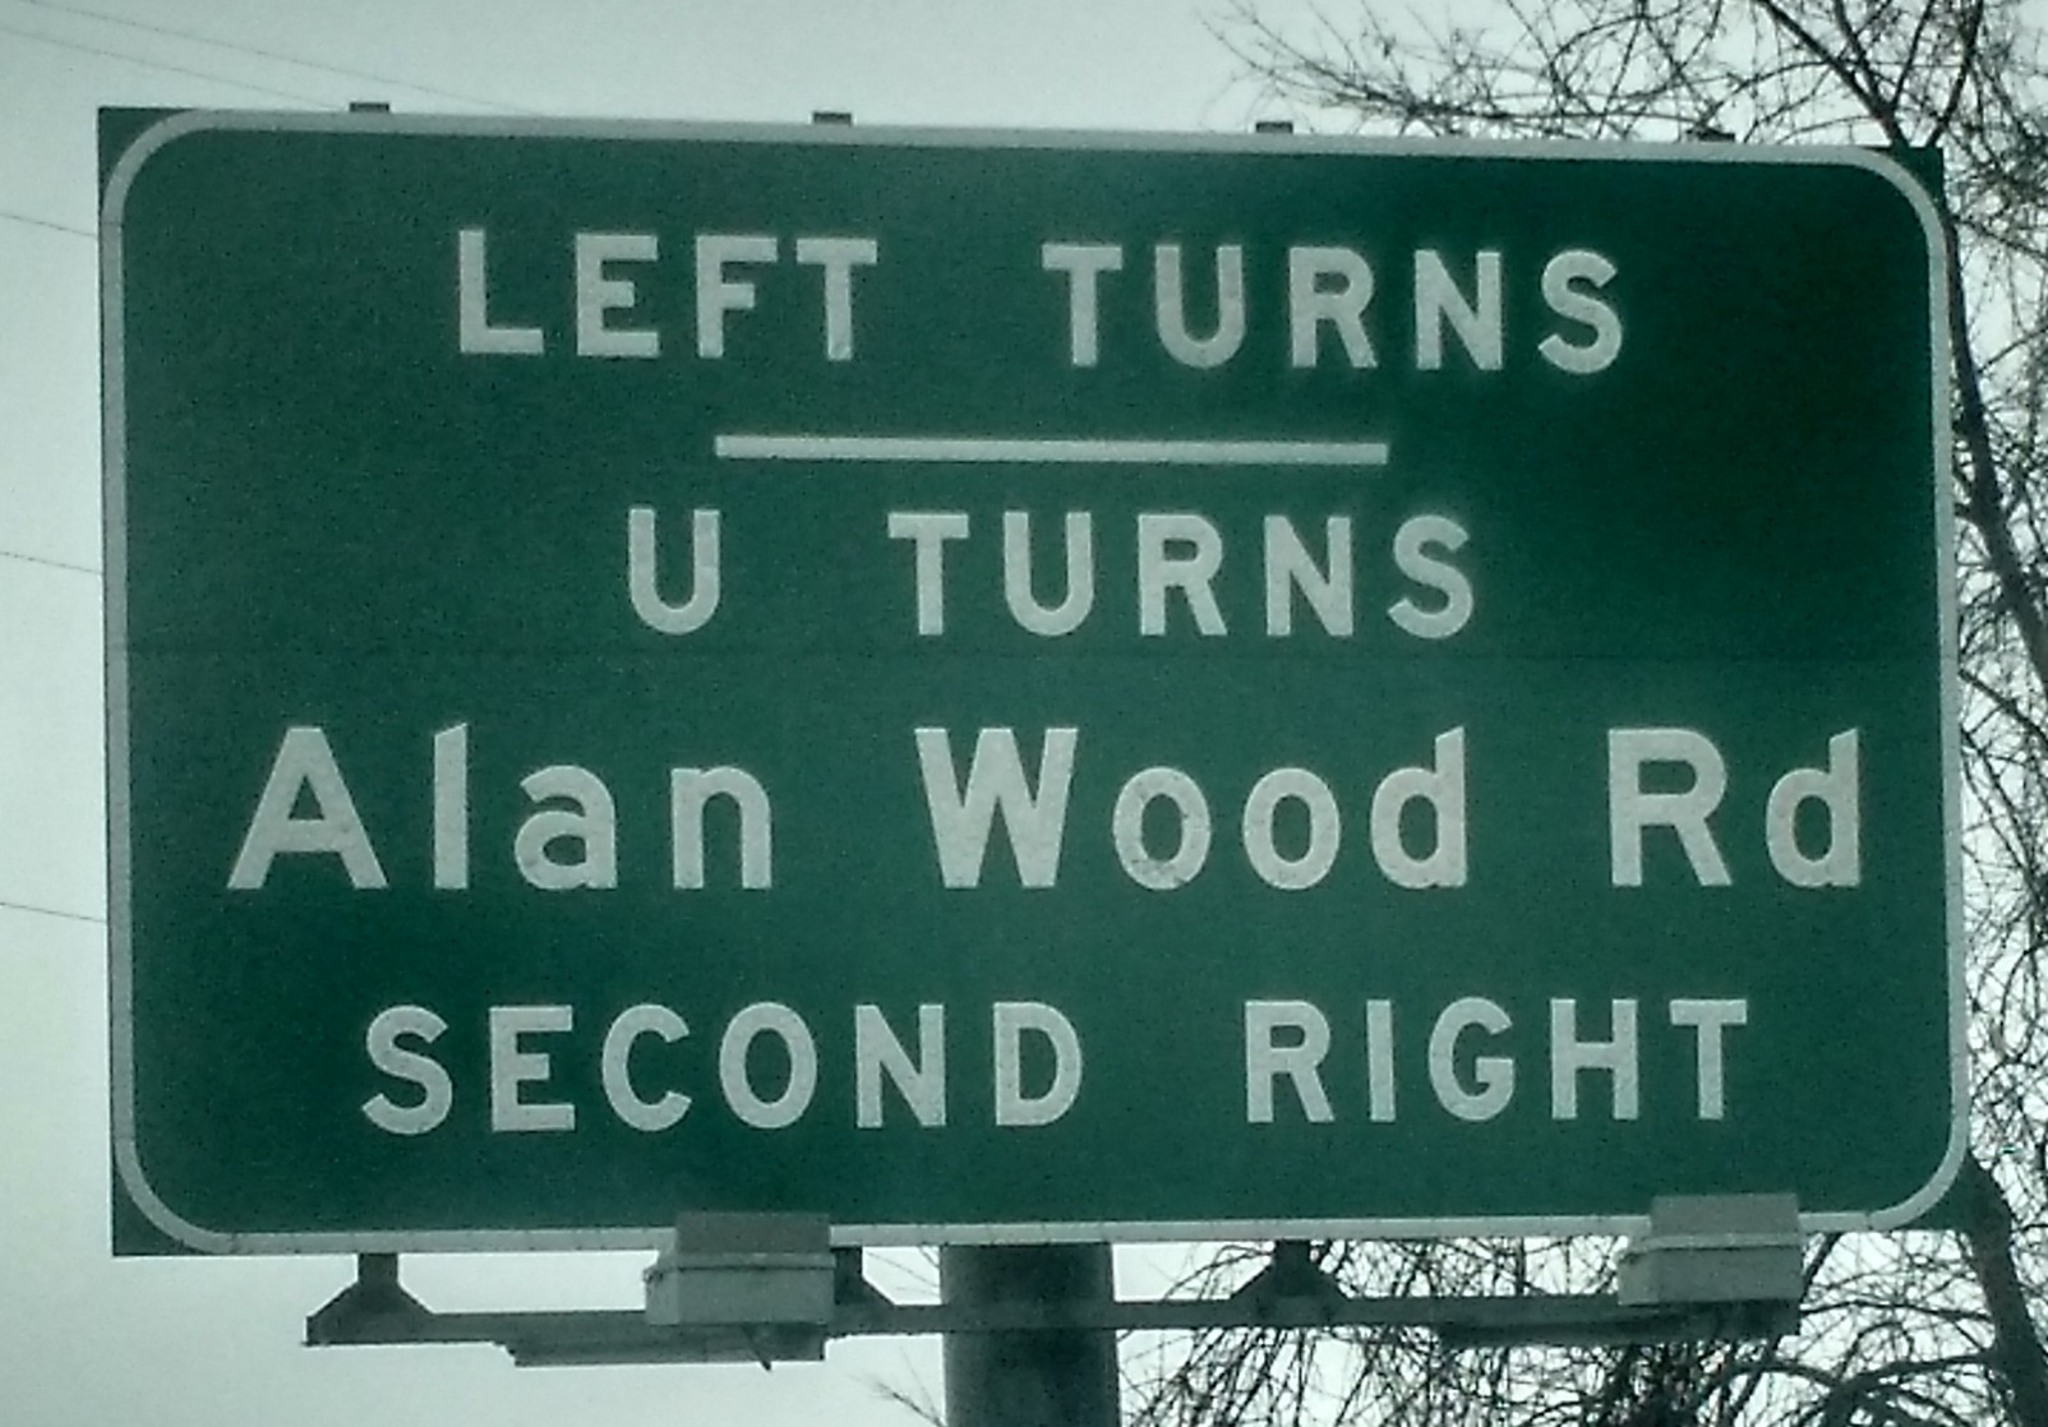 LEFT TURNS
U TURNS
Alan Wood Rd
SECOND RIGHT